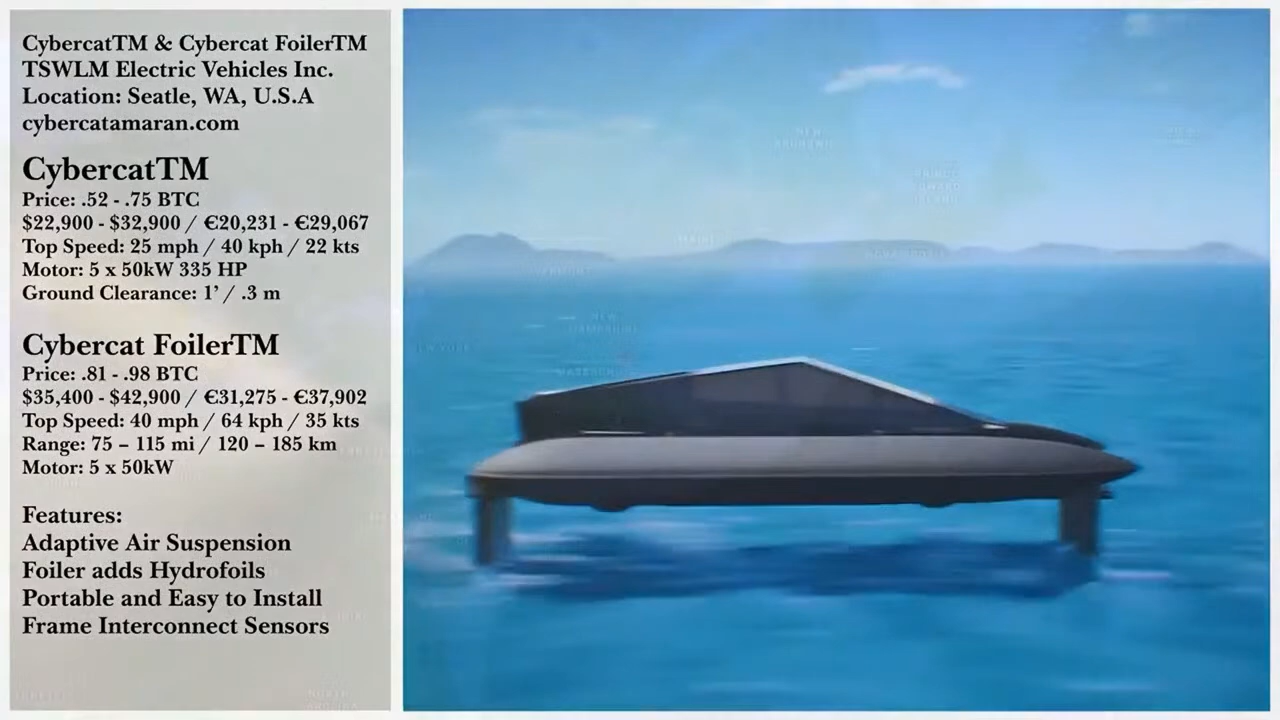 CybercatTM & Cybercat FoilerTM
TSWLM Electric Vehicles Inc.
Location: Seatle, WA, U.S.A
cybercatamaran.com
CybercatTM
Price: .52 - .75 BTC
$22,900 - $32,900 / €20,231 - €29,067
Top Speed: 25 mph / 40 kph / 22 kts
Motor: 5 x 50kW 335 HP
Ground Clearance: 1’ / .3 m
Cybercat FoilerTM
Price: .81 - .98 BTC
$35,400 - $42,900 / €31,275 - €37,902
Top Speed: 40 mph / 64 kph / 35 kts
Range: 75 – 115 mi / 120 – 185 km
Motor: 5 x 50kW
Features:
Adaptive Air Suspension
Foiler adds Hydrofoils
Portable and Easy to Install
Frame Interconnect Sensors